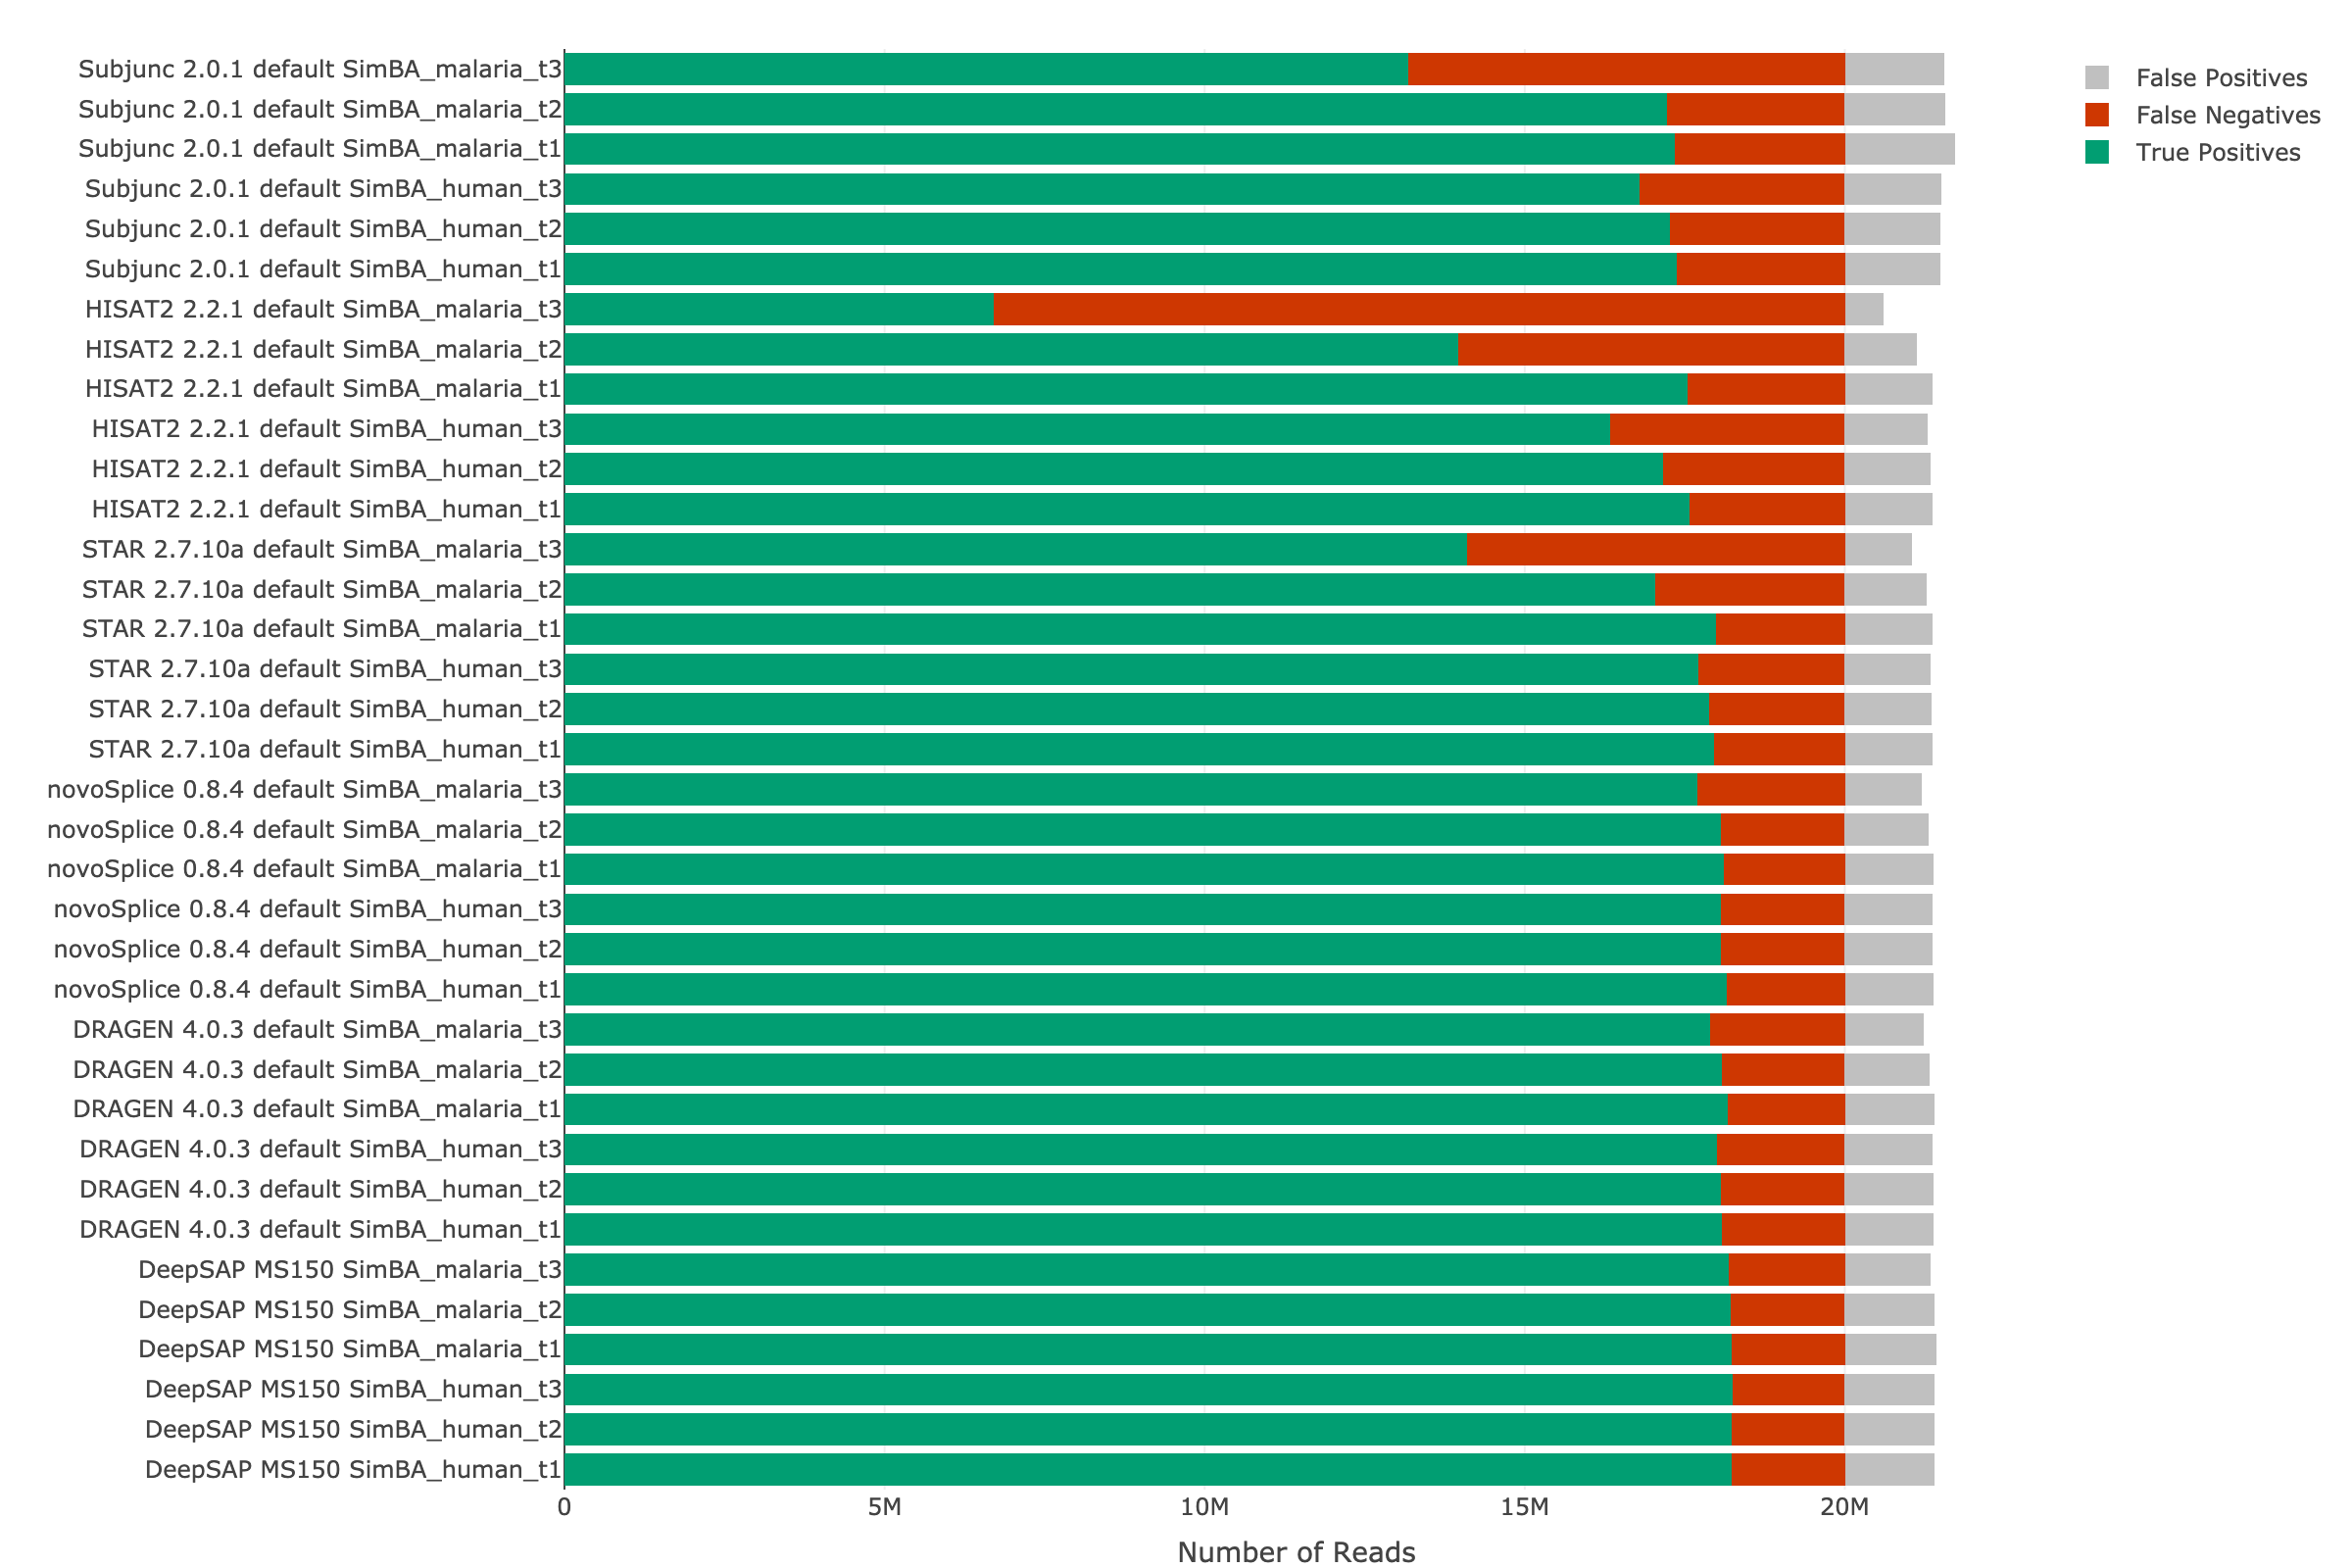 Subjunc 2.0.1 default SimBA_malaria_t3
Subjunc 2.0.1 default SimBA_malaria_t2
Subjunc 2.0.1 default SimBA_malaria_t1
Subjunc 2.0.1 default SimBA_human_t3
Subjunc 2.0.1 default SimBA_human_t2
Subjunc 2.0.1 default SimBA_human_t1
HISAT2 2.2.1 default SimBA_malaria_t3
HISAT2 2.2.1 default SimBA_malaria_t2
HISAT2 2.2.1 default SimBA_malaria_t1
HISAT2 2.2.1 default SimBA_human_t3
HISAT2 2.2.1 default SimBA_human_t2
HISAT2 2.2.1 default SimBA_human_t1
STAR 2.7.10a default SimBA_malaria_t3
STAR 2.7.10a default SimBA_malaria_t2
STAR 2.7.10a default SimBA_malaria_t1
STAR 2.7.10a default SimBA_human_t3
STAR 2.7.10a default SimBA_human_t2
STAR 2.7.10a default SimBA_human_t1
novoSplice 0.8.4 default SimBA_malaria_t3
novoSplice 0.8.4 default SimBA_malaria_t2
novoSplice 0.8.4 default SimBA_malaria_t1
novoSplice 0.8.4 default SimBA_human_t3
novoSplice 0.8.4 default SimBA_human_t2
novoSplice 0.8.4 default SimBA_human_t1
DRAGEN 4.0.3 default SimBA_malaria_t3
DRAGEN 4.0.3 default SimBA_malaria_t2
DRAGEN 4.0.3 default SimBA_malaria_t1
DRAGEN 4.0.3 default SimBA_human_t3
DRAGEN 4.0.3 default SimBA_human_t2
DRAGEN 4.0.3 default SimBA_human_t1
DeepSAP MS150 SimBA_malaria_t3
DeepSAP MS150 SimBA_malaria_t2
DeepSAP MS150 SimBA_malaria_t1
DeepSAP MS150 SimBA_human_t3
DeepSAP MS150 SimBA_human_t2
DeepSAP MS150 SimBA_human_t1
0 5M 10M 15M 20M
Number of Reads
False Positives
False Negatives
True Positives